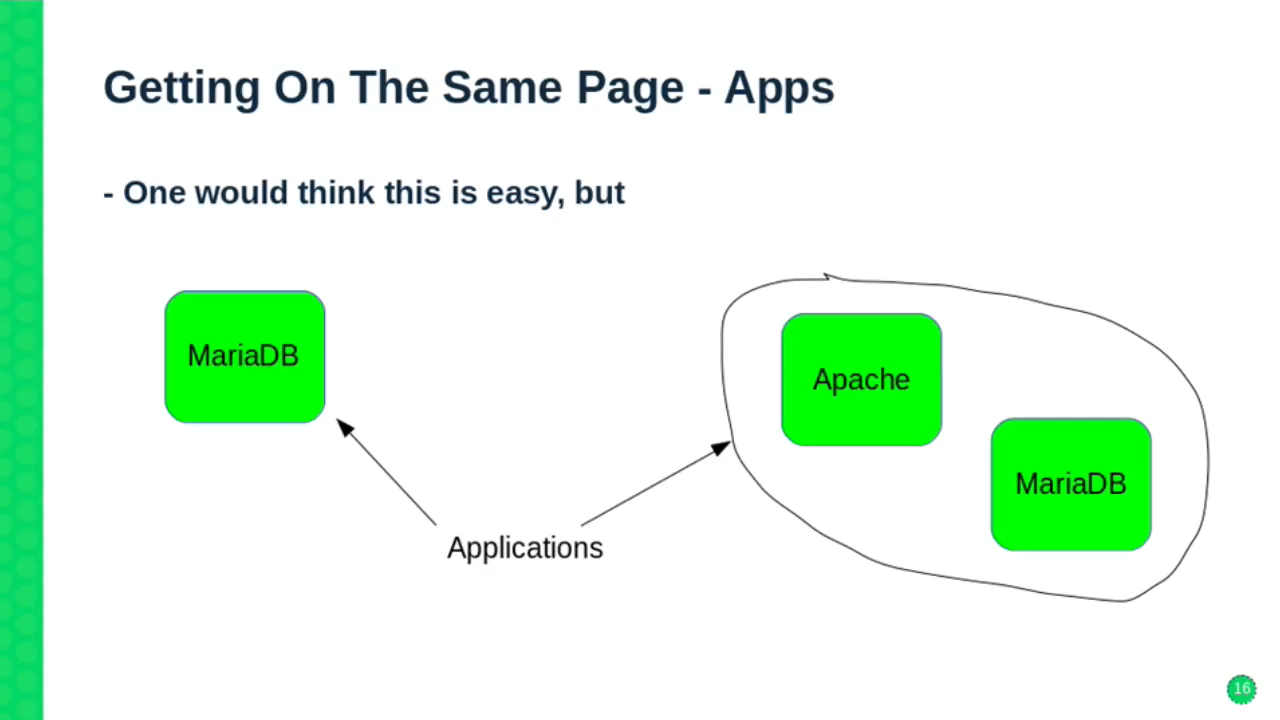 Getting On The Same Page - Apps
- One would think this is easy, but
MariaDB
Apache
MariaDB
Applications
16